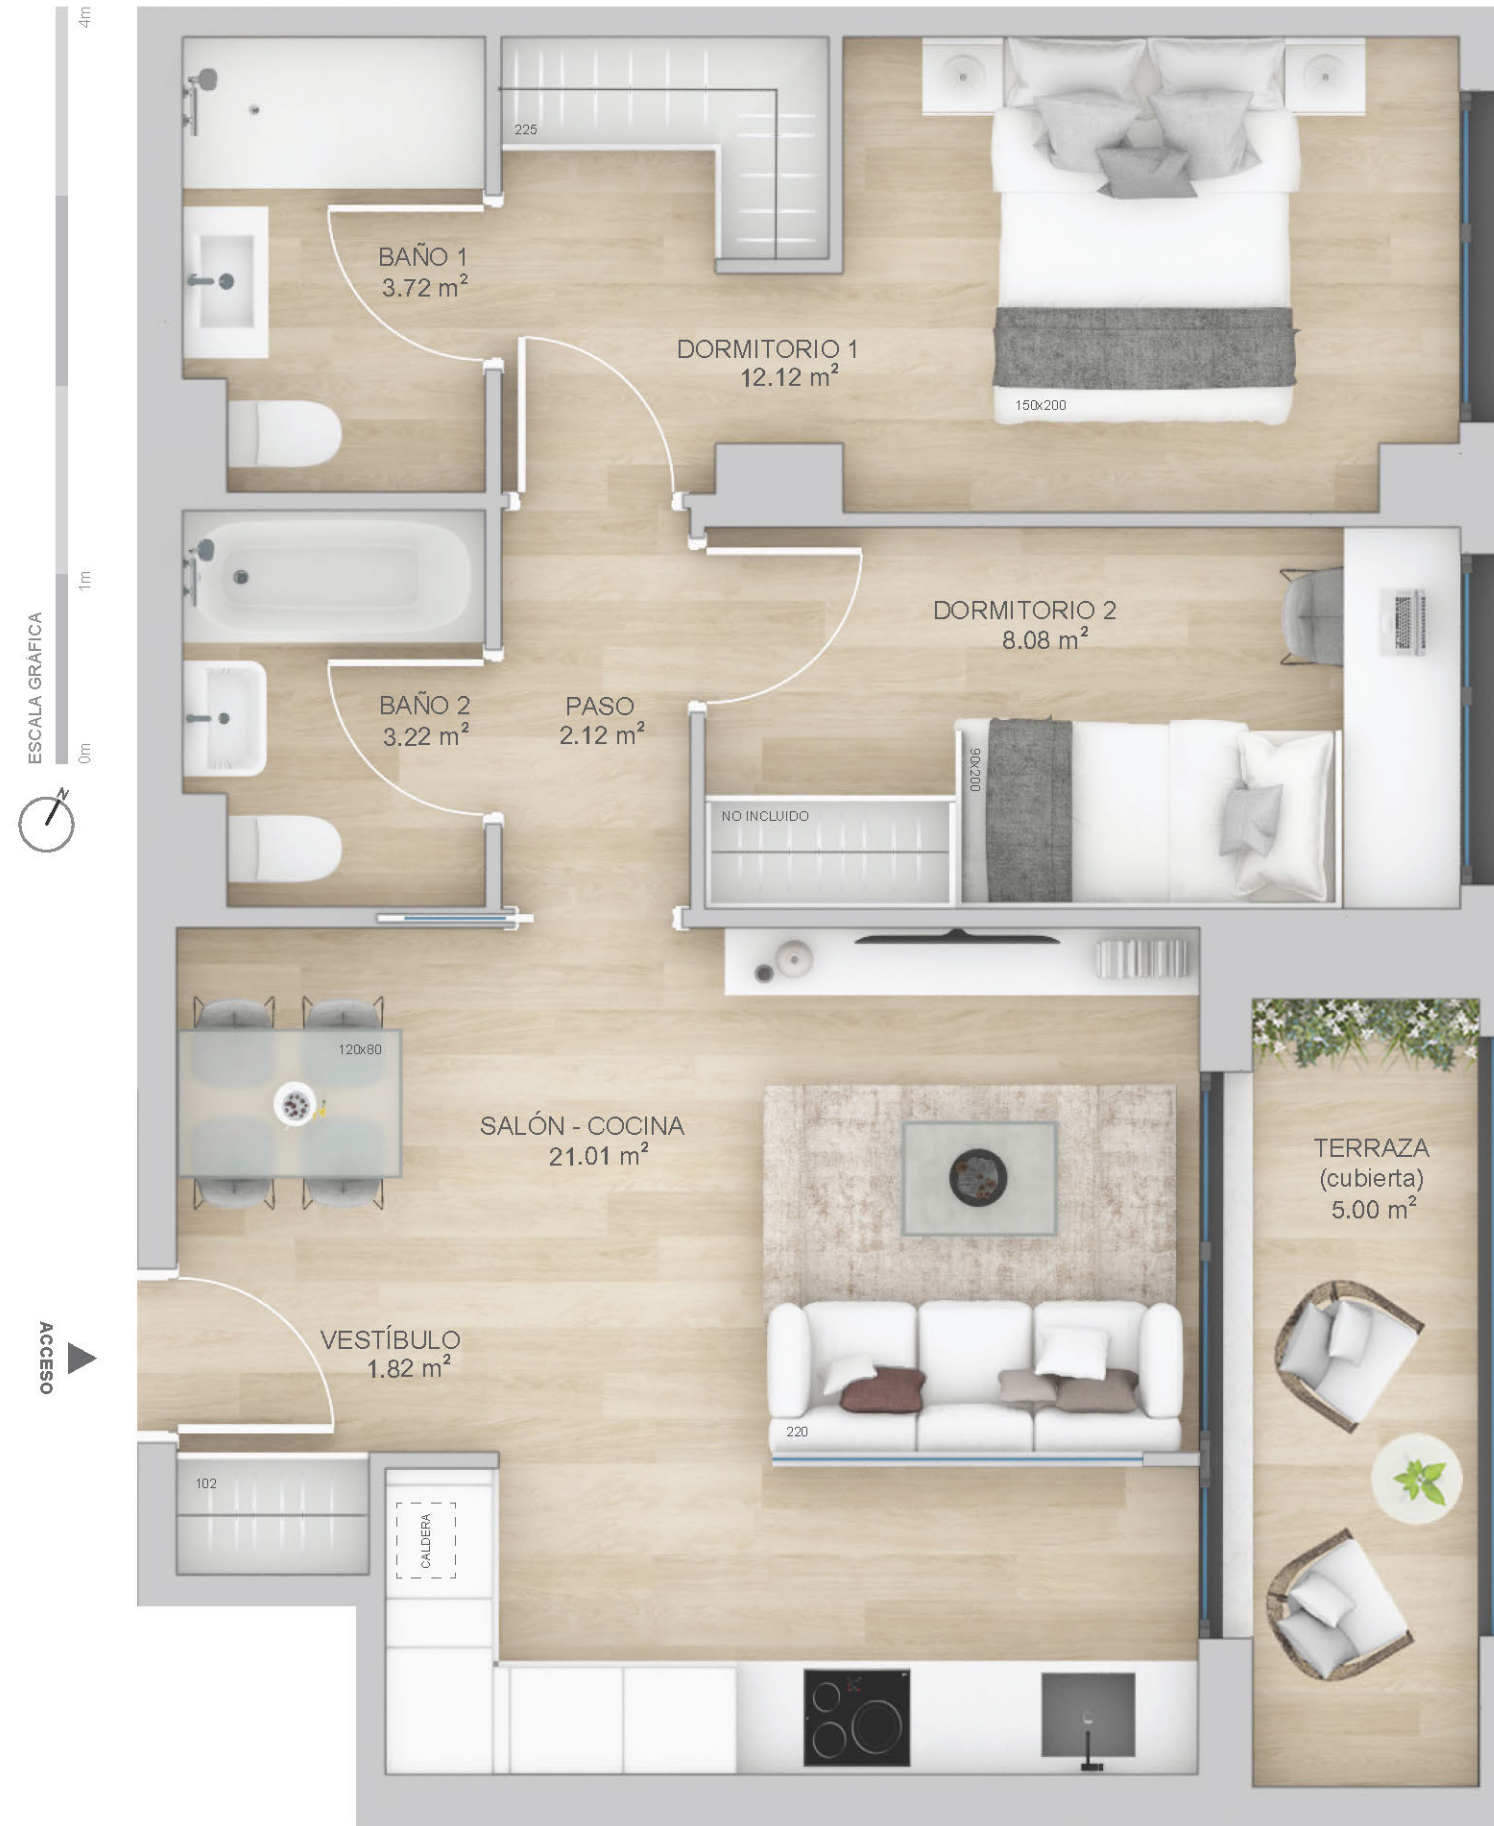 4m
1m
0m
ESCALA GRÁFICA
N
ACCESO
225
BAÑO 1
3.72 m²
DORMITORIO 1
12.12 m²
150x200
DORMITORIO 2
8.08 m²
BAÑO 2
3.22 m²
PASO
2.12 m²
90x200
NO INCLUIDO
120x80
SALÓN - COCINA
21.01 m²
TERRAZA
(cubierta)
5.00 m²
VESTÍBULO
1.82 m²
220
102
CALDERA